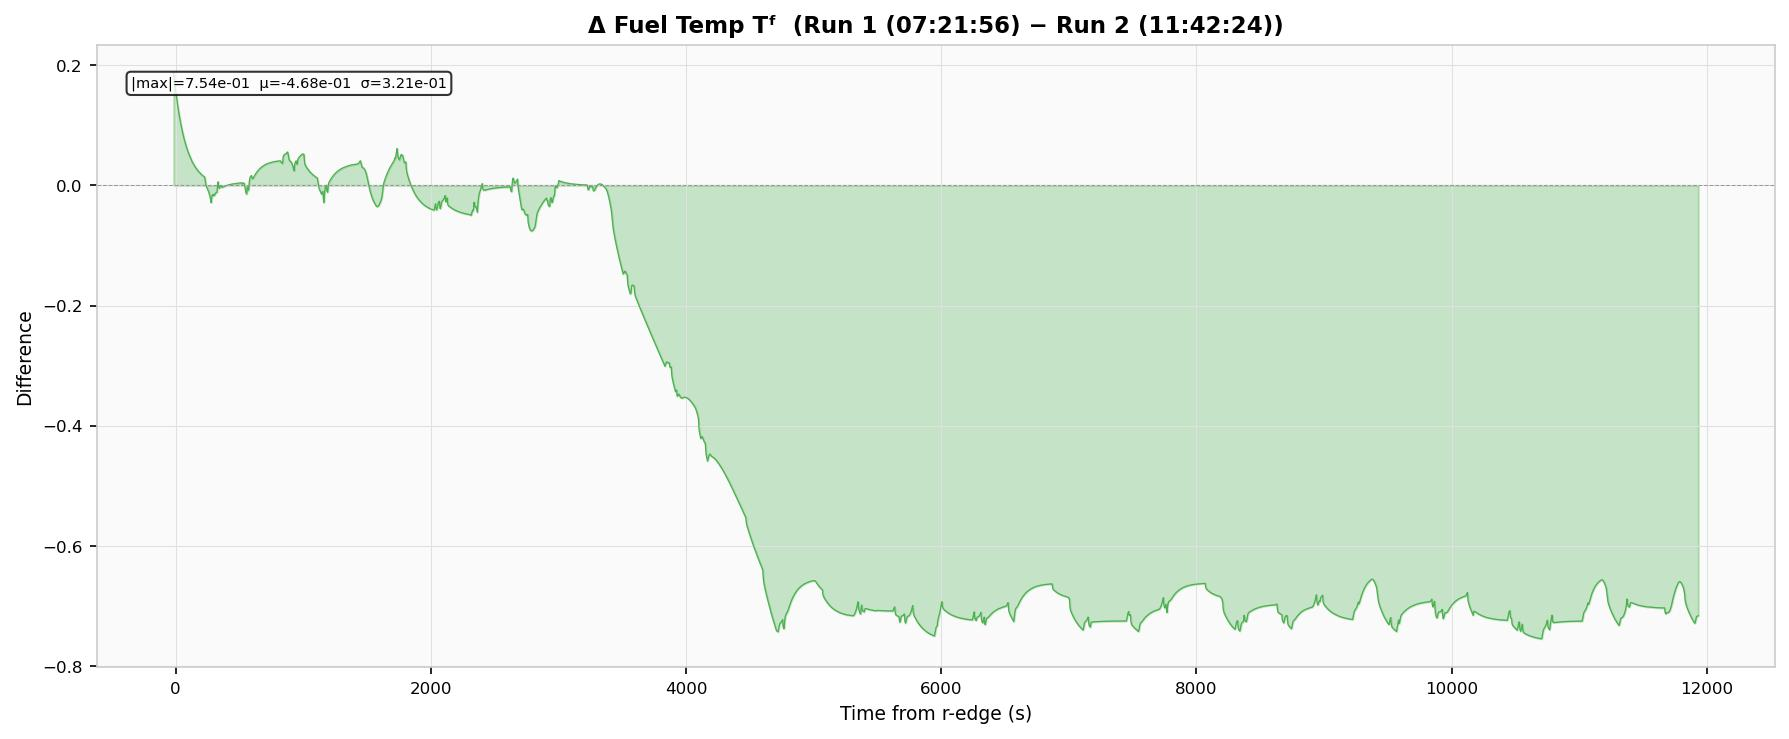 Δ Fuel Temp Tᶠ  (Run 1 (07:21:56) − Run 2 (11:42:24))
|max|=7.54e-01  μ=-4.68e-01  σ=3.21e-01
0.2
0.0
−0.2
−0.4
−0.6
−0.8
Difference
0 2000 4000 6000 8000 10000 12000
Time from r-edge (s)